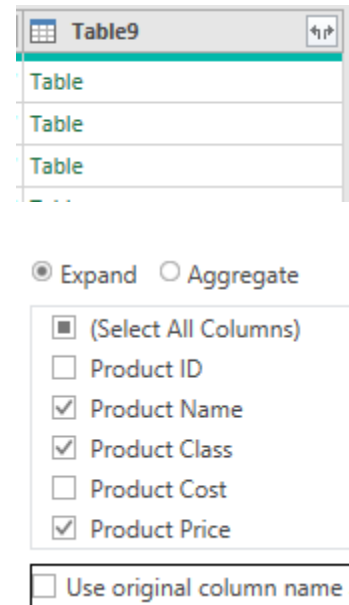 Table9
Table
Table
Table
Expand Aggregate
(Select All Columns)
Product ID
Product Name
Product Class
Product Cost
Product Price
Use original column name